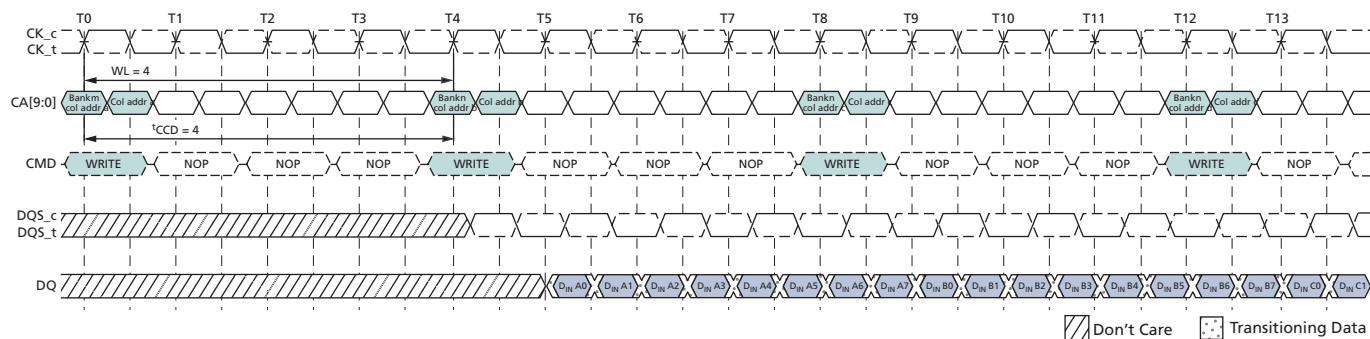 T0 T1 T2 T3 T4 T5 T6 T7 T8 T9 T10 T11 T12 T13
CK_c
CK_t
WL = 4
CA[9:0]
Bankm col addr a
Col addr
Bankn col addr b
Col addr
Bankn col addr c
Col addr
Bankn col addr d
Col addr
tCCD = 4
CMD WRITE NOP NOP NOP WRITE NOP NOP NOP WRITE NOP NOP NOP WRITE NOP
DQS_c
DQS_t
DQ DIN A0 DIN A1 DIN A2 DIN A3 DIN A4 DIN A5 DIN A6 DIN A7 DIN B0 DIN B1 DIN B2 DIN B3 DIN B4 DIN B5 DIN B6 DIN B7 DIN C0 DIN C1
Don't Care Transitioning Data